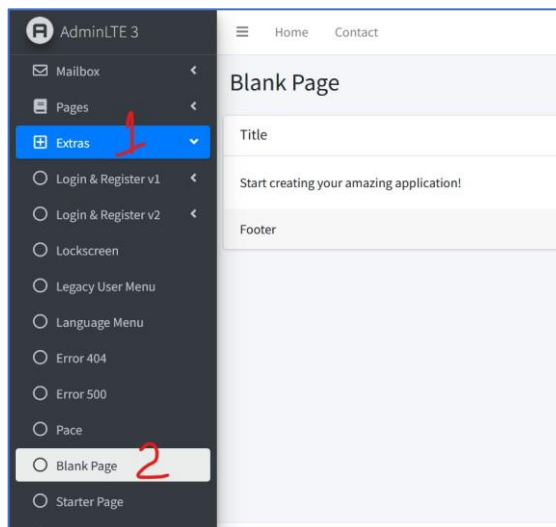 AdminLTE 3
Mailbox
Pages
Extras 1
Login & Register v1
Login & Register v2
Lockscreen
Legacy User Menu
Language Menu
Error 404
Error 500
Pace
Blank Page 2
Starter Page
Home Contact
Blank Page
Title
Start creating your amazing application!
Footer